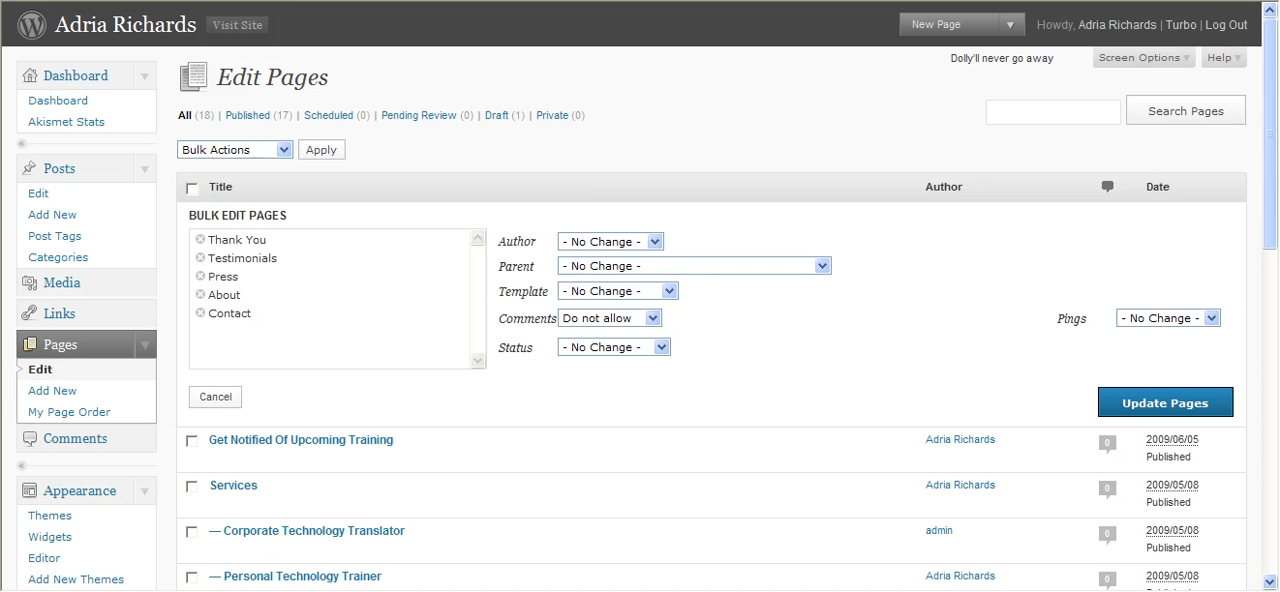 Adria Richards Visit Site New Page Howdy, Adria Richards | Turbo | Log Out
Dolly'll never go away Screen Options Help
Edit Pages
All (18) | Published (17) | Scheduled (0) | Pending Review (0) | Draft (1) | Private (0)
Search Pages
Bulk Actions Apply
Dashboard
Dashboard
Akismet Stats
Posts
Edit
Add New
Post Tags
Categories
Media
Links
Pages
Edit
Add New
My Page Order
Comments
Appearance
Themes
Widgets
Editor
Add New Themes
Title Author Date
BULK EDIT PAGES
Thank You
Testimonials
Press
About
Contact
Author - No Change -
Parent - No Change -
Template - No Change -
Comments Do not allow Pings - No Change -
Status - No Change -
Cancel Update Pages
Get Notified Of Upcoming Training Adria Richards 0 2009/06/05
Published
Services Adria Richards 0 2009/05/08
Published
— Corporate Technology Translator admin 0 2009/05/08
Published
— Personal Technology Trainer Adria Richards 0 2009/05/08